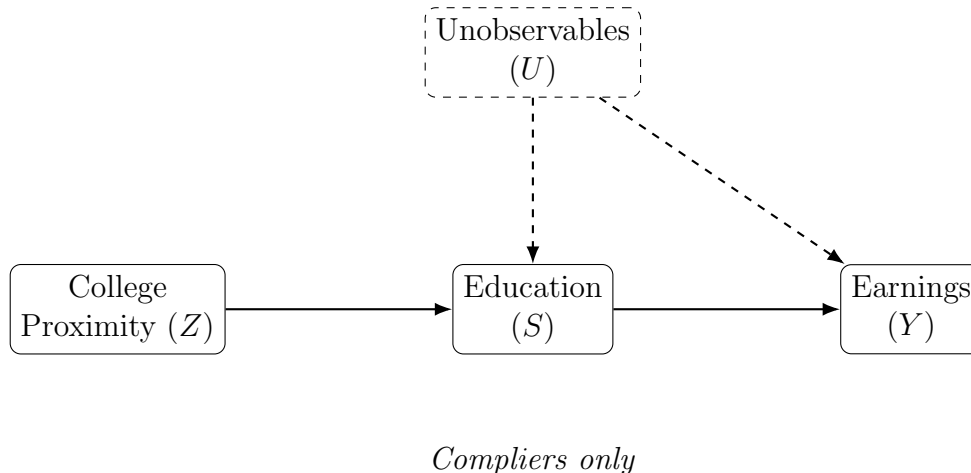 Unobservables
(U)
College
Proximity (Z)
Education
(S)
Earnings
(Y)
Compliers only